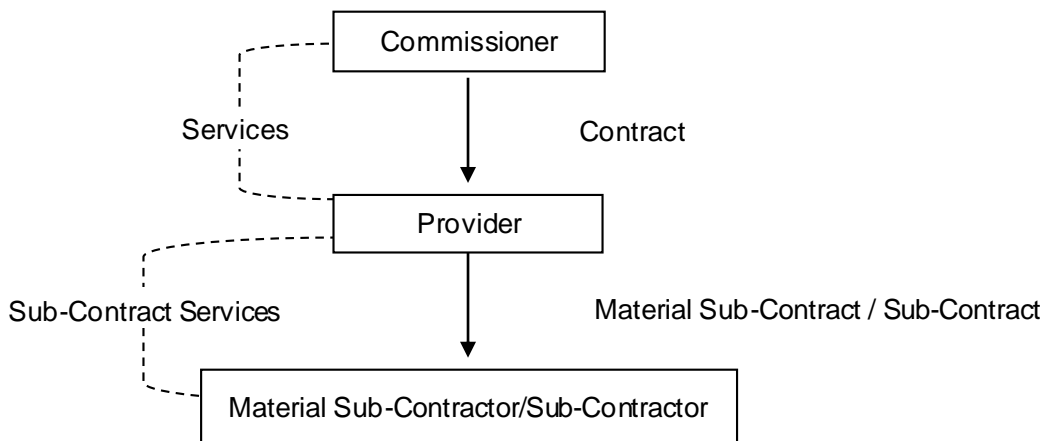 Commissioner
Services
Contract
Provider
Sub-Contract Services
Material Sub-Contract / Sub-Contract
Material Sub-Contractor/Sub-Contractor